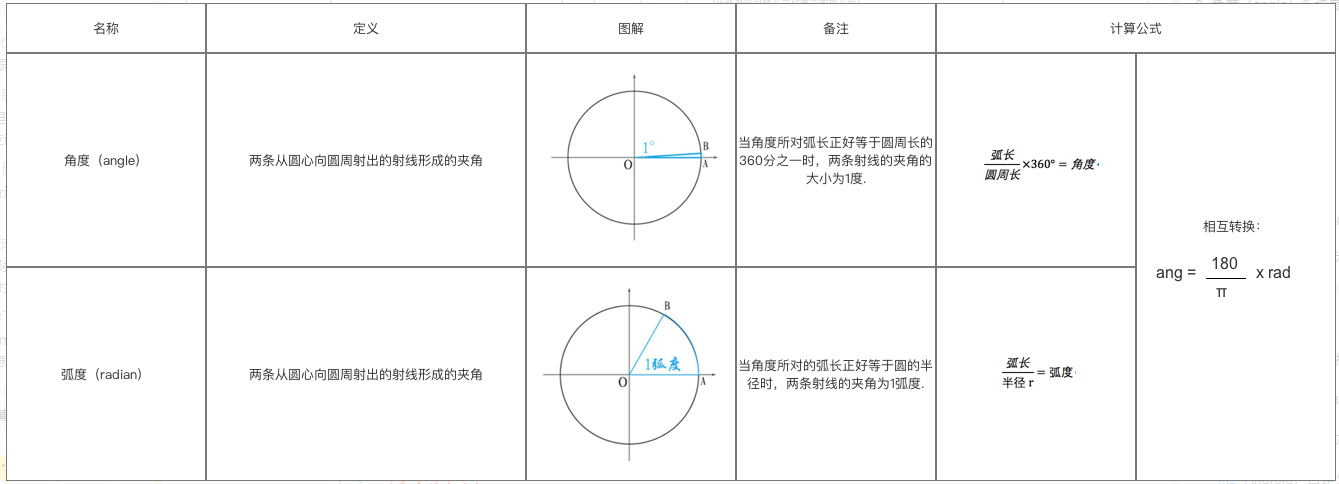 名称
定义
图解
备注
计算公式
角度（angle）
两条从圆心向圆周射出的射线形成的夹角
1°
B
O
A
当角度所对弧长正好等于圆周长的
360分之一时，两条射线的夹角的
大小为1度.
弧长
圆周长
×360° = 角度
相互转换：
ang = 180 x rad
π
弧度（radian）
两条从圆心向圆周射出的射线形成的夹角
B
1弧度
O
A
当角度所对的弧长正好等于圆的半
径时，两条射线的夹角为1弧度.
弧长
半径 r
= 弧度